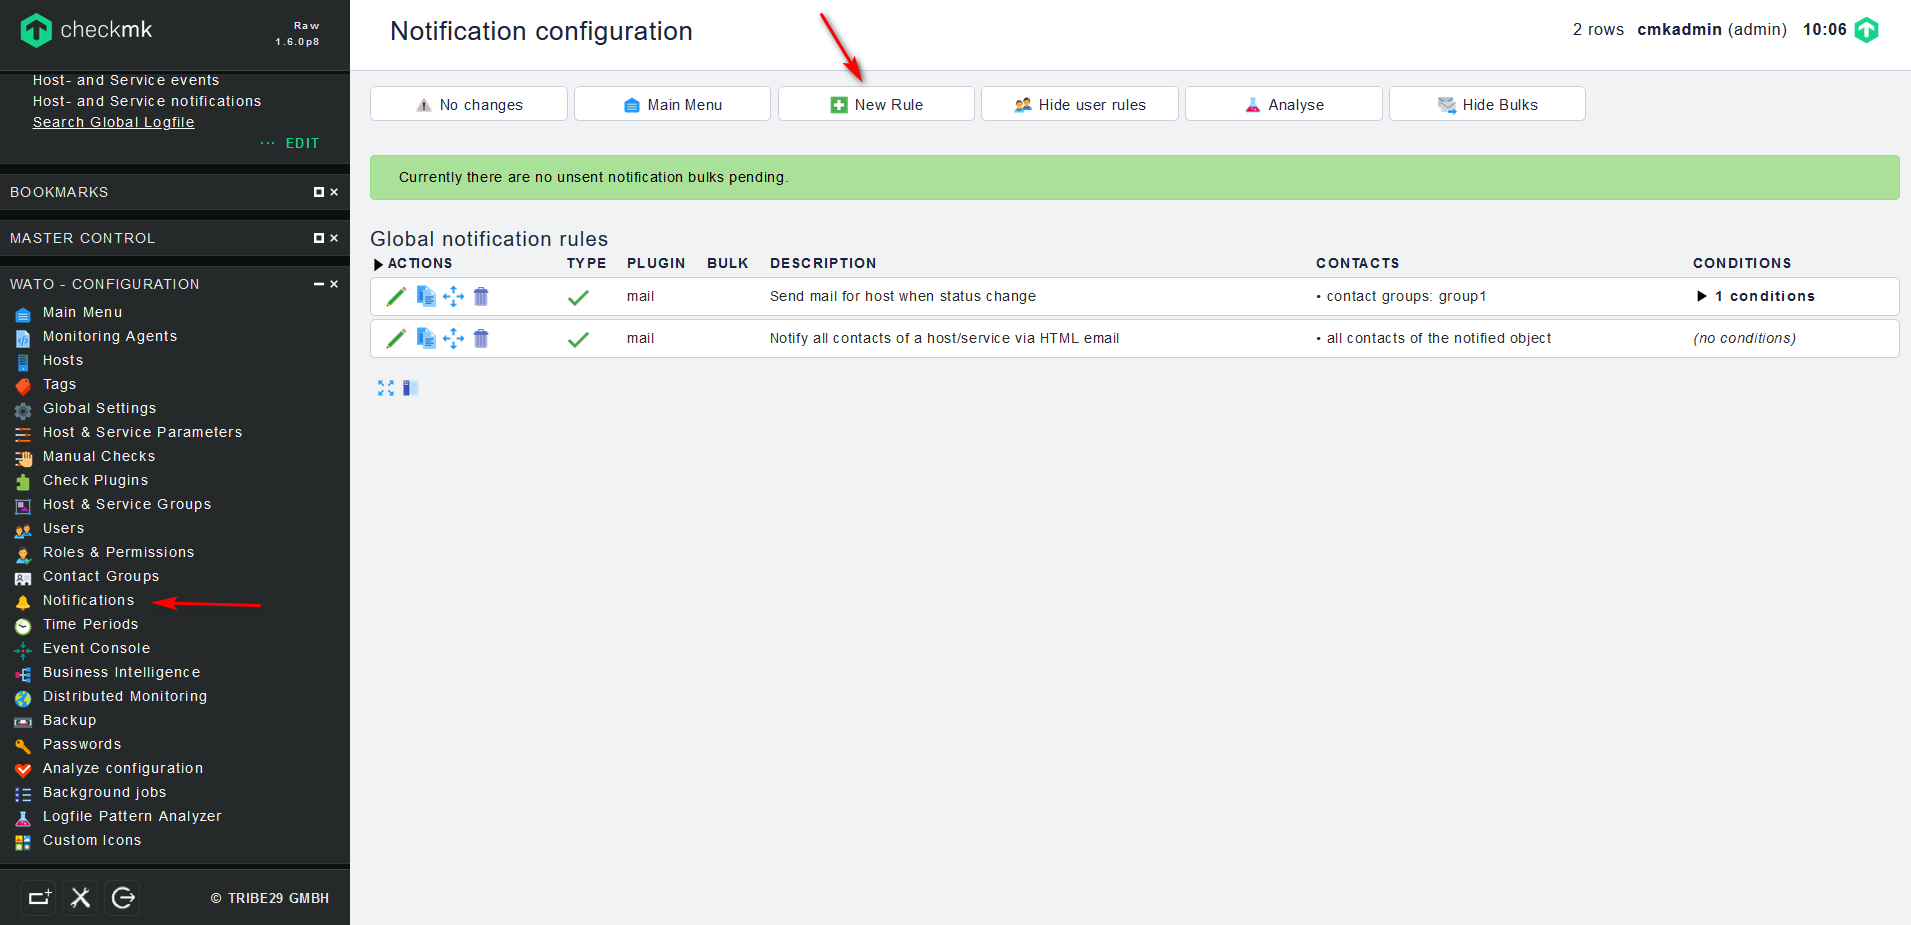 checkmk
Raw
1.6.0p8
Host- and Service events
Host- and Service notifications
Search Global Logfile
··· EDIT
BOOKMARKS
MASTER CONTROL
WATO - CONFIGURATION
Main Menu
Monitoring Agents
Hosts
Tags
Global Settings
Host & Service Parameters
Manual Checks
Check Plugins
Host & Service Groups
Users
Roles & Permissions
Contact Groups
Notifications
Time Periods
Event Console
Business Intelligence
Distributed Monitoring
Backup
Passwords
Analyze configuration
Background jobs
Logfile Pattern Analyzer
Custom Icons
© TRIBE29 GMBH
Notification configuration
2 rows cmkadmin (admin) 10:06
No changes Main Menu New Rule Hide user rules Analyse Hide Bulks
Currently there are no unsent notification bulks pending.
Global notification rules
ACTIONS TYPE PLUGIN BULK DESCRIPTION CONTACTS CONDITIONS
mail Send mail for host when status change • contact groups: group1 1 conditions
mail Notify all contacts of a host/service via HTML email • all contacts of the notified object (no conditions)